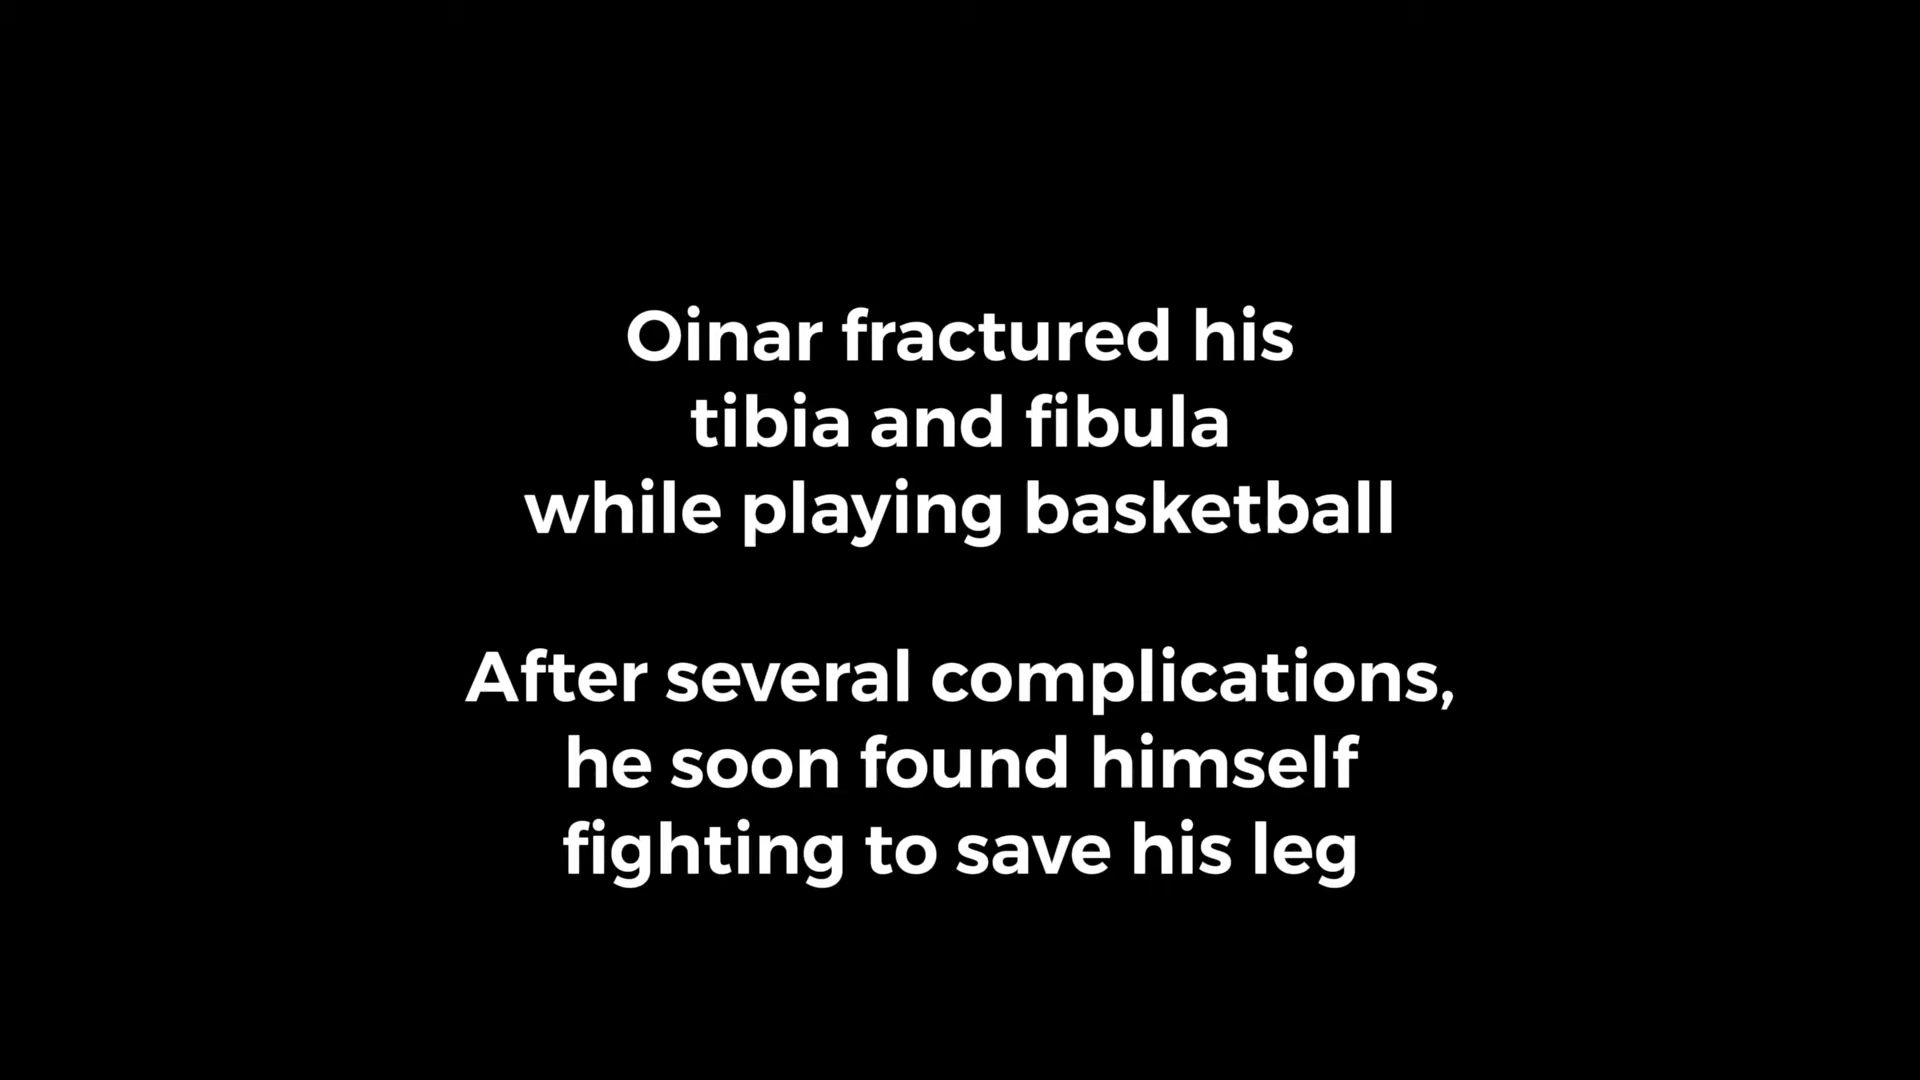 Oinar fractured his
tibia and fibula
while playing basketball
After several complications,
he soon found himself
fighting to save his leg